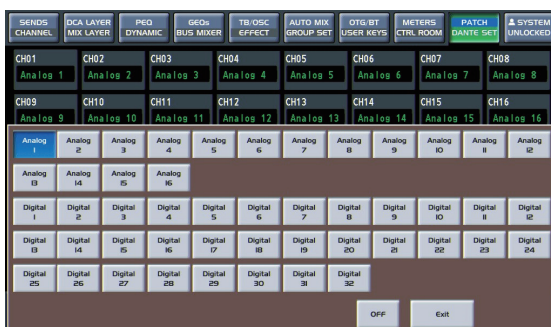 SENDS DCA LAYER PEQ GEQs TB/OSC AUTO MIX OTG/BT METERS PATCH SYSTEM
CHANNEL MIX LAYER DYNAMIC BUS MIXER EFFECT GROUP SET USER KEYS CTRL ROOM DANTE SET UNLOCKED
CH01 CH02 CH03 CH04 CH05 CH06 CH07 CH08
Analog 1 Analog 2 Analog 3 Analog 4 Analog 5 Analog 6 Analog 7 Analog 8
CH09 CH10 CH11 CH12 CH13 CH14 CH15 CH16
Analog 9 Analog 10 Analog 11 Analog 12 Analog 13 Analog 14 Analog 15 Analog 16
Analog Analog Analog Analog Analog Analog Analog Analog Analog Analog Analog Analog
1 2 3 4 5 6 7 8 9 10 11 12
Analog Analog Analog Analog
13 14 15 16
Digital Digital Digital Digital Digital Digital Digital Digital Digital Digital Digital Digital
1 2 3 4 5 6 7 8 9 10 11 12
Digital Digital Digital Digital Digital Digital Digital Digital Digital Digital Digital Digital
13 14 15 16 17 18 19 20 21 22 23 24
Digital Digital Digital Digital Digital Digital Digital Digital
25 26 27 28 29 30 31 32
OFF Exit